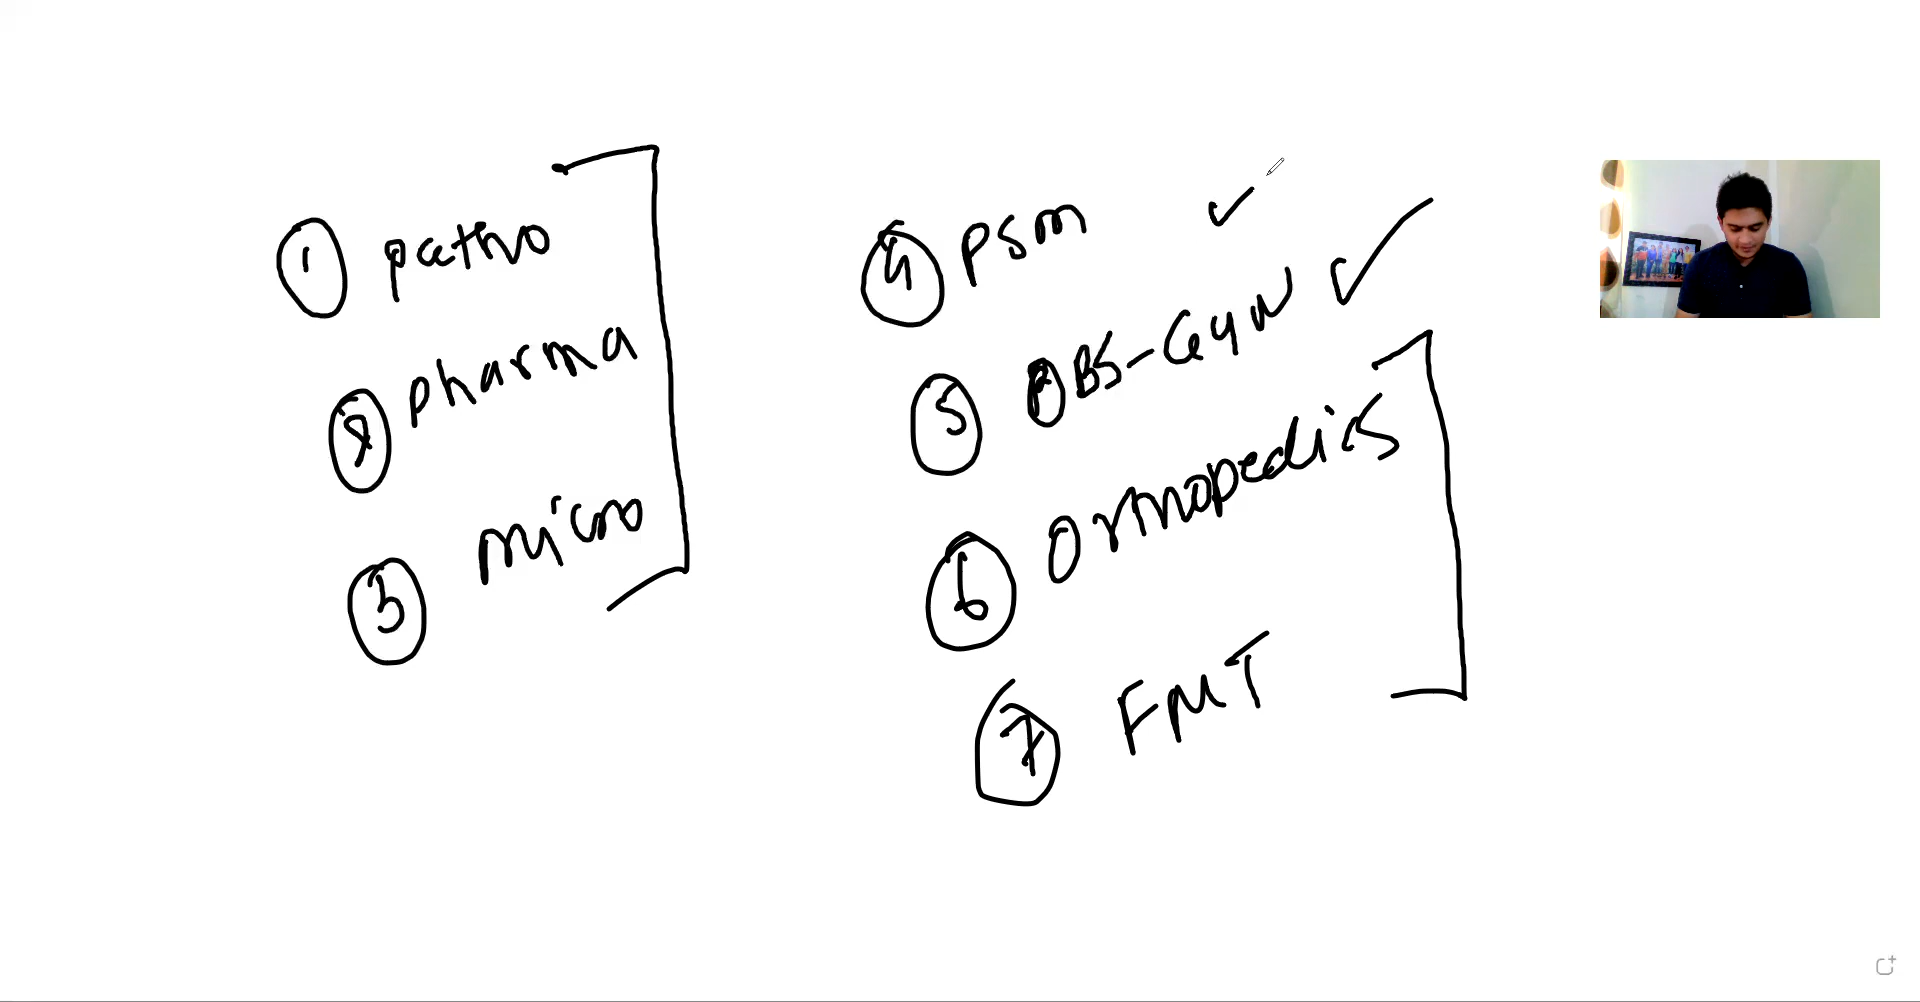 ① patho
② pharma
③ micro
④ PSM ✓
⑤ OBS-Gyn ✓
⑥ Orthopedics
⑦ FMT